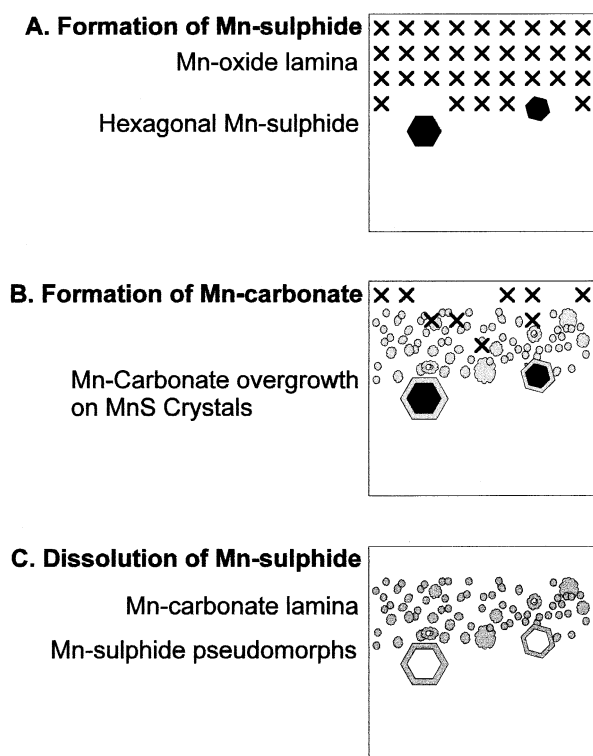 A. Formation of Mn-sulphide
Mn-oxide lamina
Hexagonal Mn-sulphide
B. Formation of Mn-carbonate
Mn-Carbonate overgrowth
on MnS Crystals
C. Dissolution of Mn-sulphide
Mn-carbonate lamina
Mn-sulphide pseudomorphs